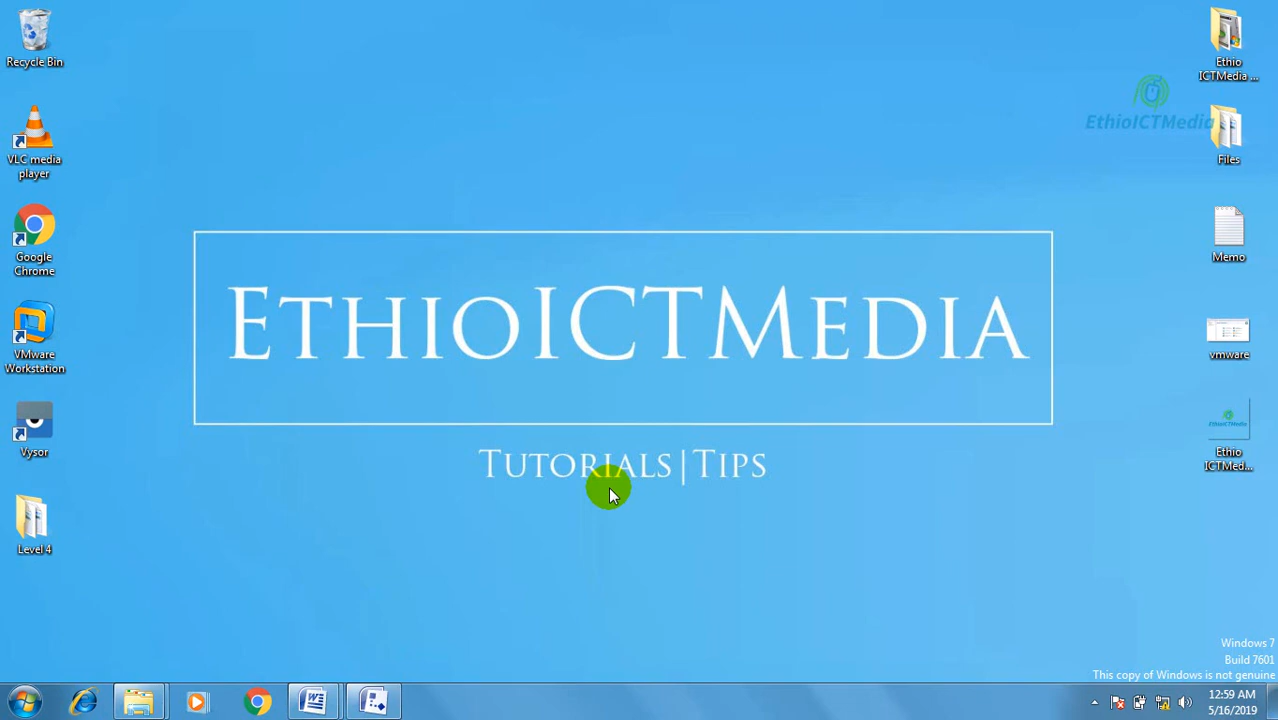 Recycle Bin
VLC media
player
Google
Chrome
VMware
Workstation
Vysor
Level 4
EthioICTMedia
Tutorials|Tips
Ethio
ICTMedia ...
EthioICTMedia
Files
Memo
vmware
EthioICTMedia
Ethio
ICTMed...
Windows 7
Build 7601
This copy of Windows is not genuine
12:59 AM
5/16/2019